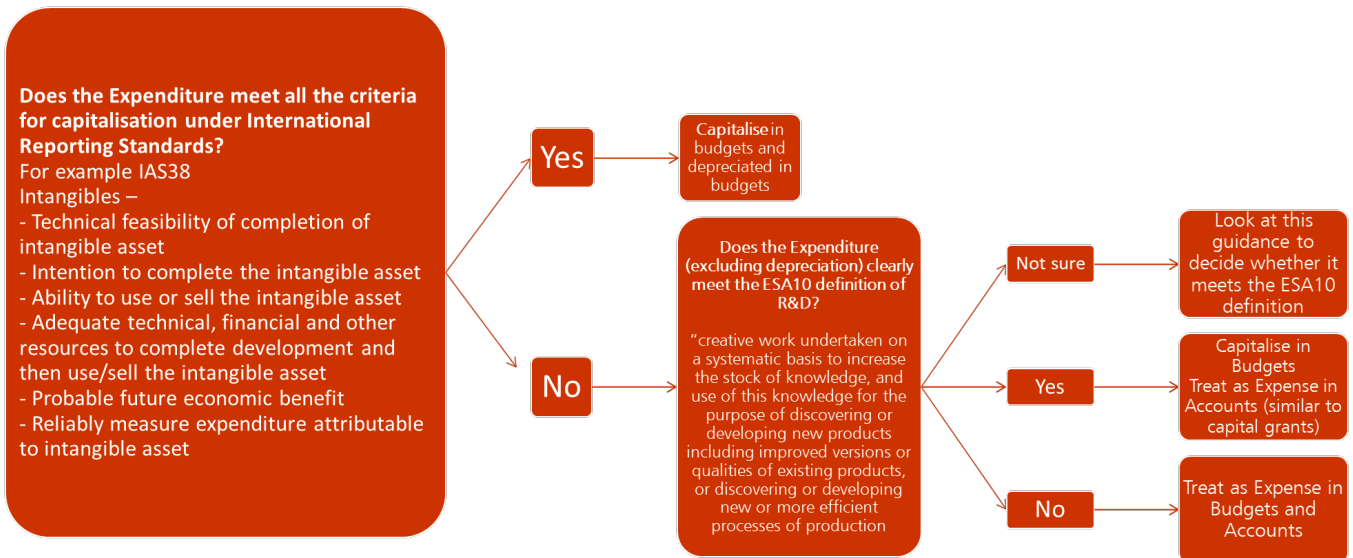 Does the Expenditure meet all the criteria
for capitalisation under International
Reporting Standards?
For example IAS38
Intangibles –
- Technical feasibility of completion of
intangible asset
- Intention to complete the intangible asset
- Ability to use or sell the intangible asset
- Adequate technical, financial and other
resources to complete development and
then use/sell the intangible asset
- Probable future economic benefit
- Reliably measure expenditure attributable
to intangible asset
Yes
Capitalise in
budgets and
depreciated in
budgets
No
Does the Expenditure
(excluding depreciation) clearly
meet the ESA10 definition of
R&D?
“creative work undertaken on
a systematic basis to increase
the stock of knowledge, and
use of this knowledge for the
purpose of discovering or
developing new products
including improved versions or
qualities of existing products,
or discovering or developing
new or more efficient
processes of production
Not sure
Look at this
guidance to
decide whether it
meets the ESA10
definition
Yes
Capitalise in
Budgets
Treat as Expense in
Accounts (similar to
capital grants)
No
Treat as Expense in
Budgets and
Accounts